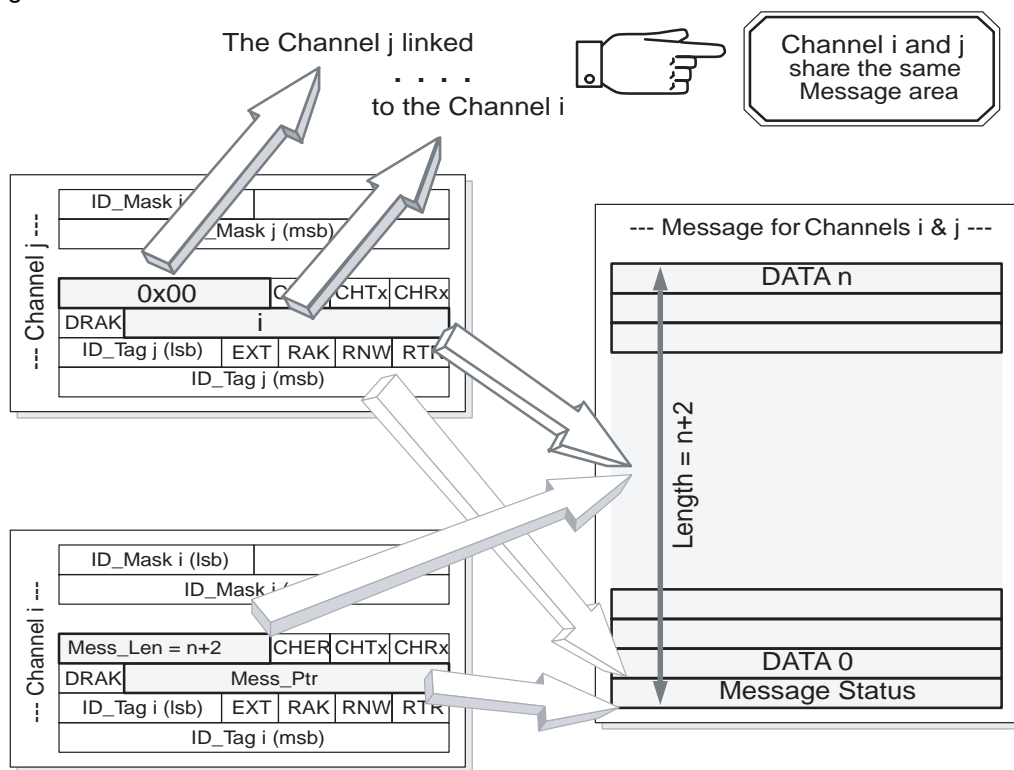 The Channel j linked
. . . .
to the Channel i
Channel i and j
share the same
Message area
--- Channel j ---
ID_Mask j
Mask j (msb)
0x00
CHTx
CHRx
DRAK
i
ID_Tag j (lsb)
EXT
RAK
RNW
RTR
ID_Tag j (msb)
--- Channel i ---
ID_Mask i (lsb)
ID_Mask i
Mess_Len = n+2
CHER
CHTx
CHRx
DRAK
Mess_Ptr
ID_Tag i (lsb)
EXT
RAK
RNW
RTR
ID_Tag i (msb)
--- Message for Channels i & j ---
DATA n
Length = n+2
DATA 0
Message Status